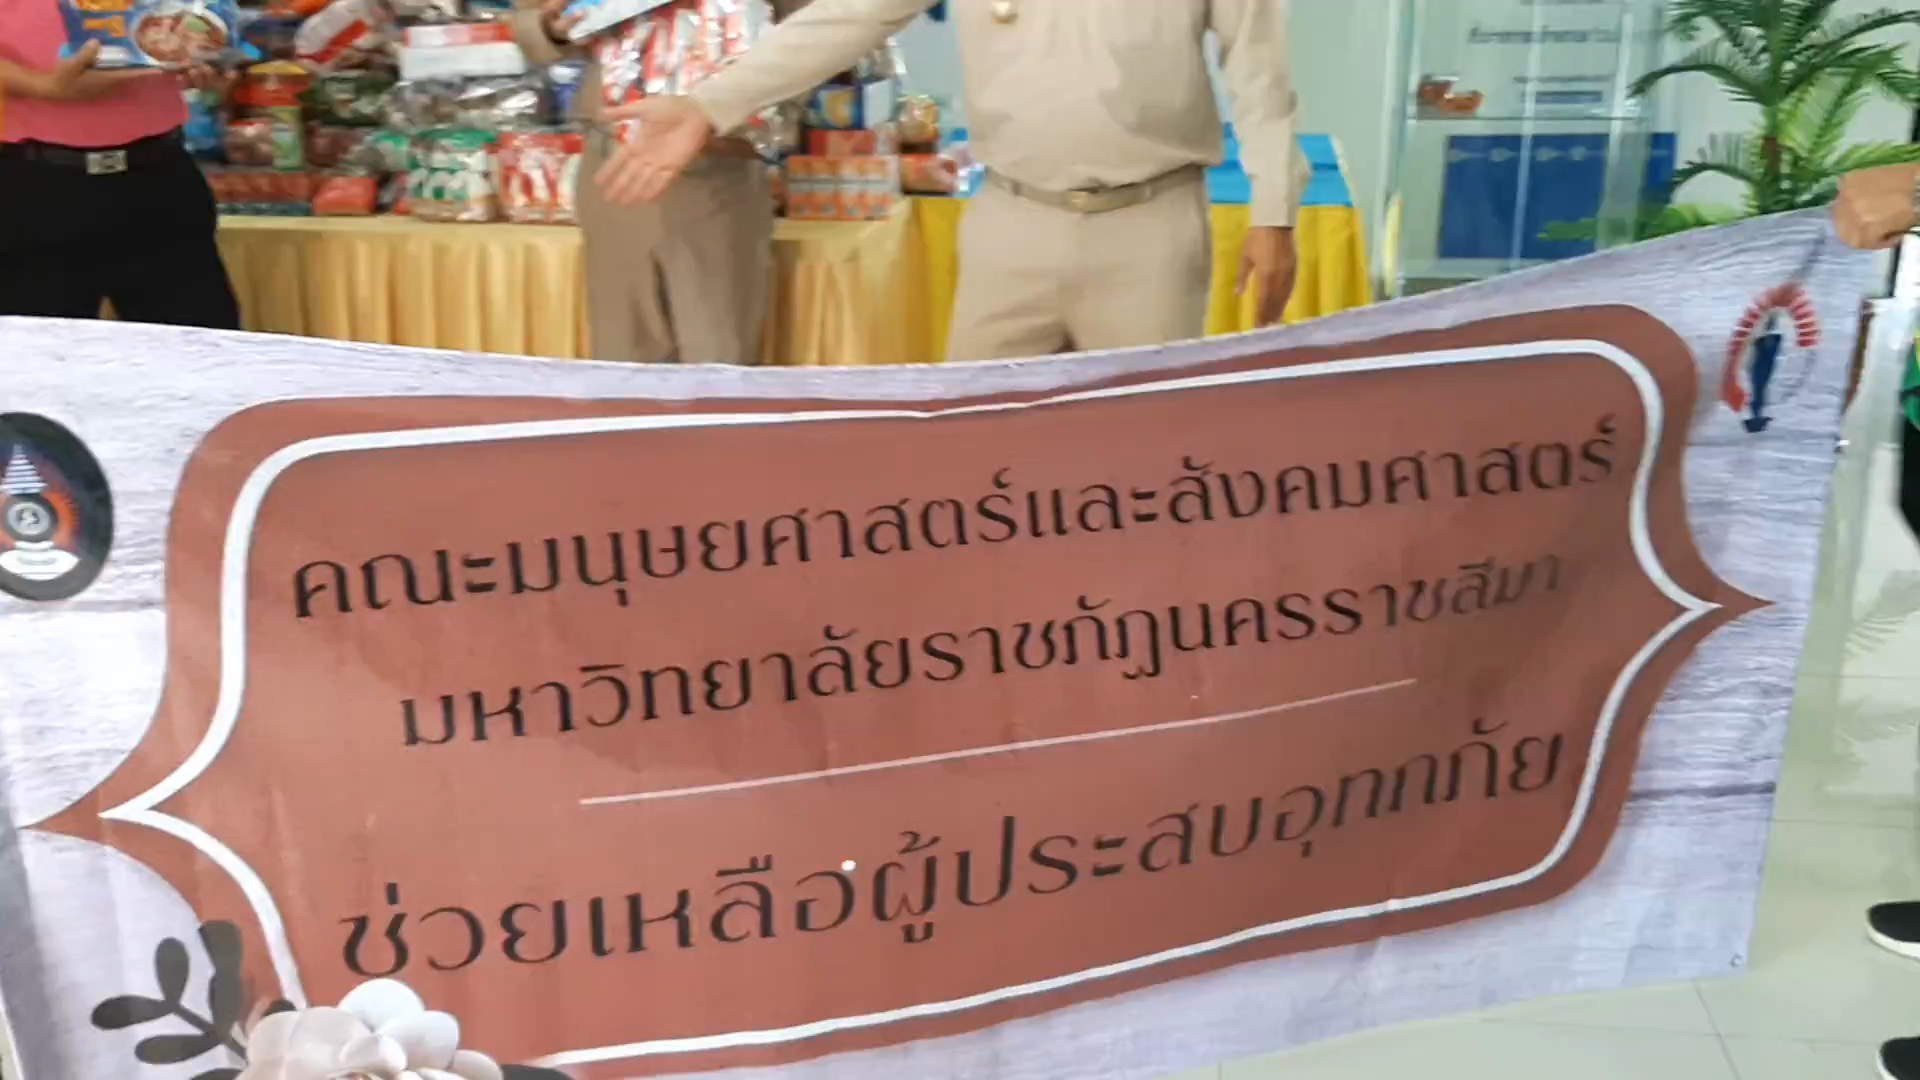 คณะมนุษยศาสตร์และสังคมศาสตร์
มหาวิทยาลัยราชภัฏนครราชสีมา
ช่วยเหลือผู้ประสบอุทกภัย